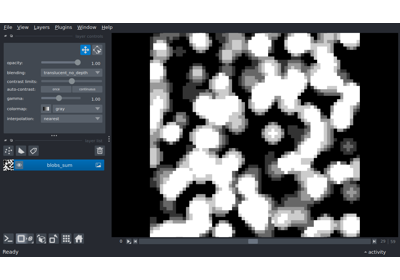 File View Layers Plugins Window Help
opacity: 1.00
blending: translucent_no_depth
contrast limits:
auto-contrast: once continuous
gamma: 1.00
colormap: gray
interpolation: nearest
blobs_sum
Ready
activity